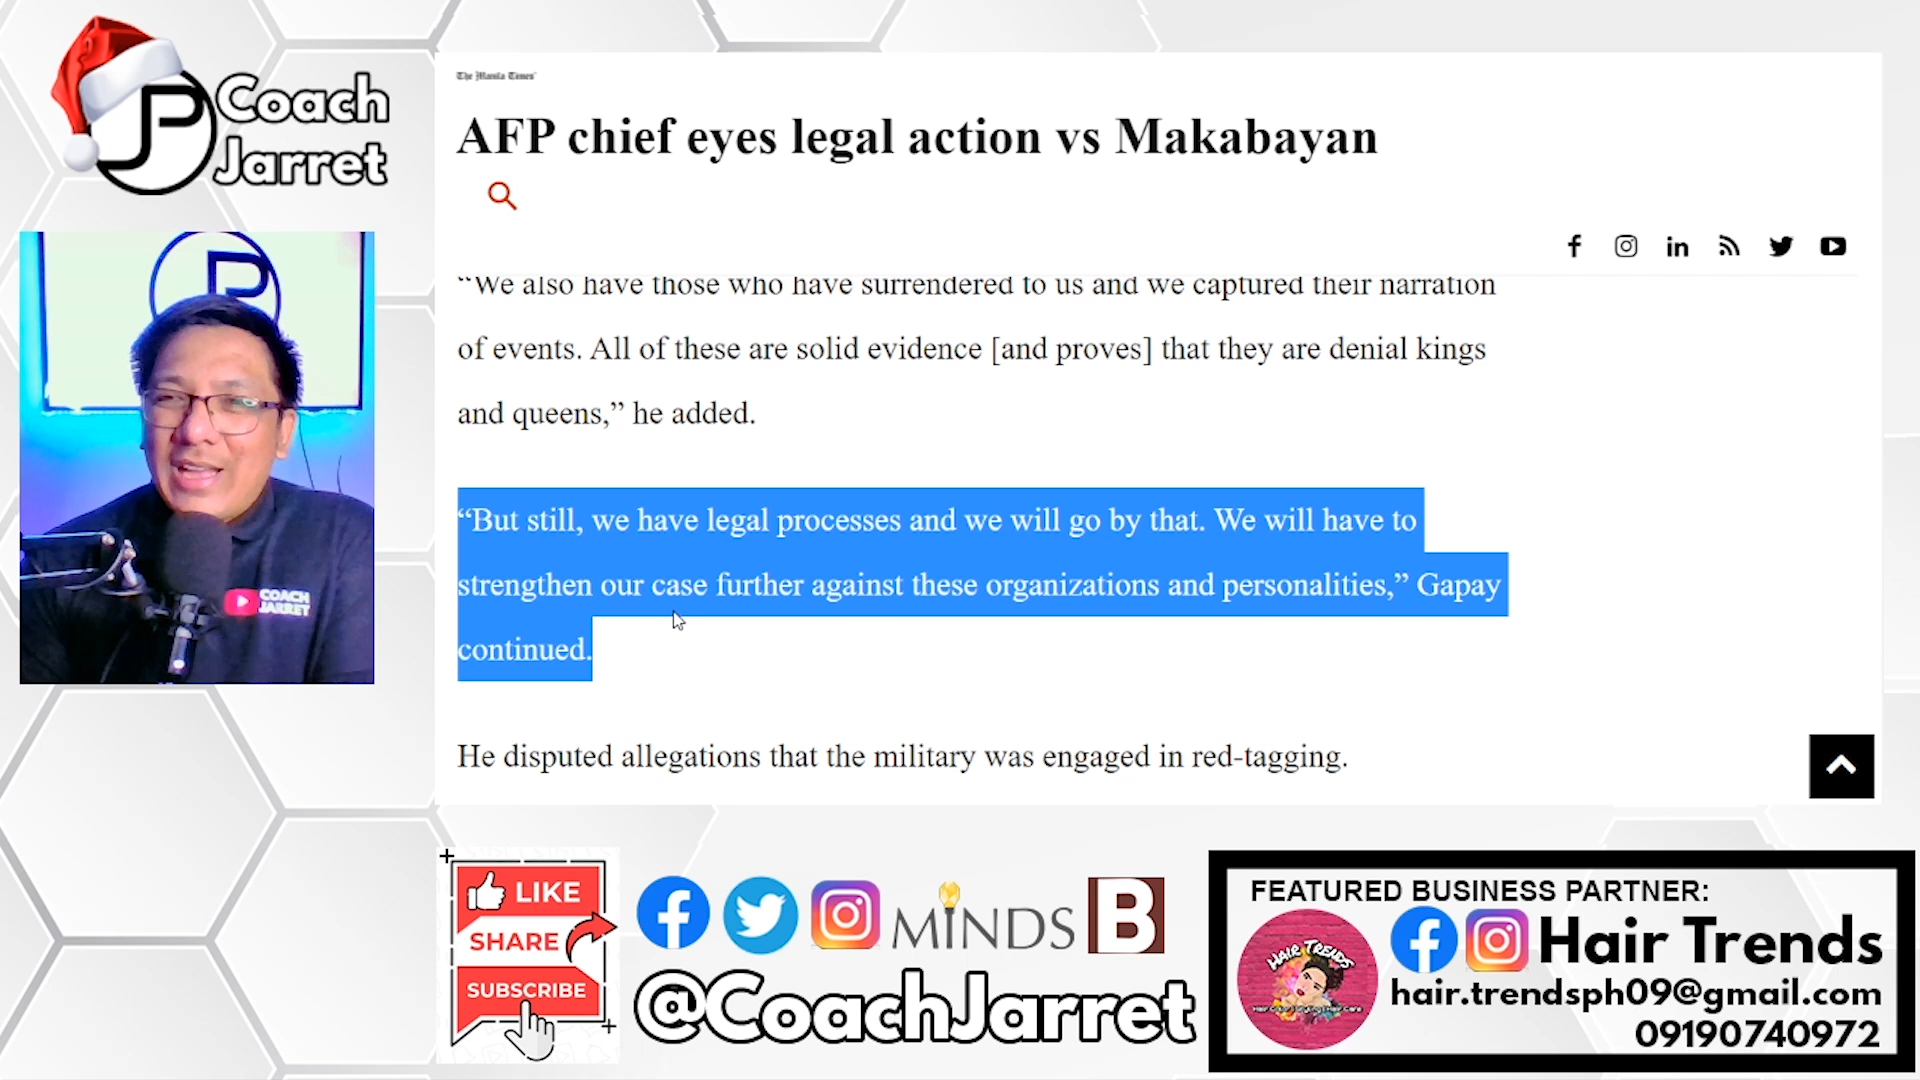 Coach
Jarret
The Manila Times
AFP chief eyes legal action vs Makabayan
“We also have those who have surrendered to us and we captured their narration
of events. All of these are solid evidence [and proves] that they are denial kings
and queens,” he added.
“But still, we have legal processes and we will go by that. We will have to
strengthen our case further against these organizations and personalities,” Gapay
continued.
He disputed allegations that the military was engaged in red-tagging.
COACH
JARRET
LIKE
SHARE
SUBSCRIBE
MINDS
B
@CoachJarret
FEATURED BUSINESS PARTNER:
HAIR TRENDS
Hair Trends
hair.trendsph09@gmail.com
09190740972